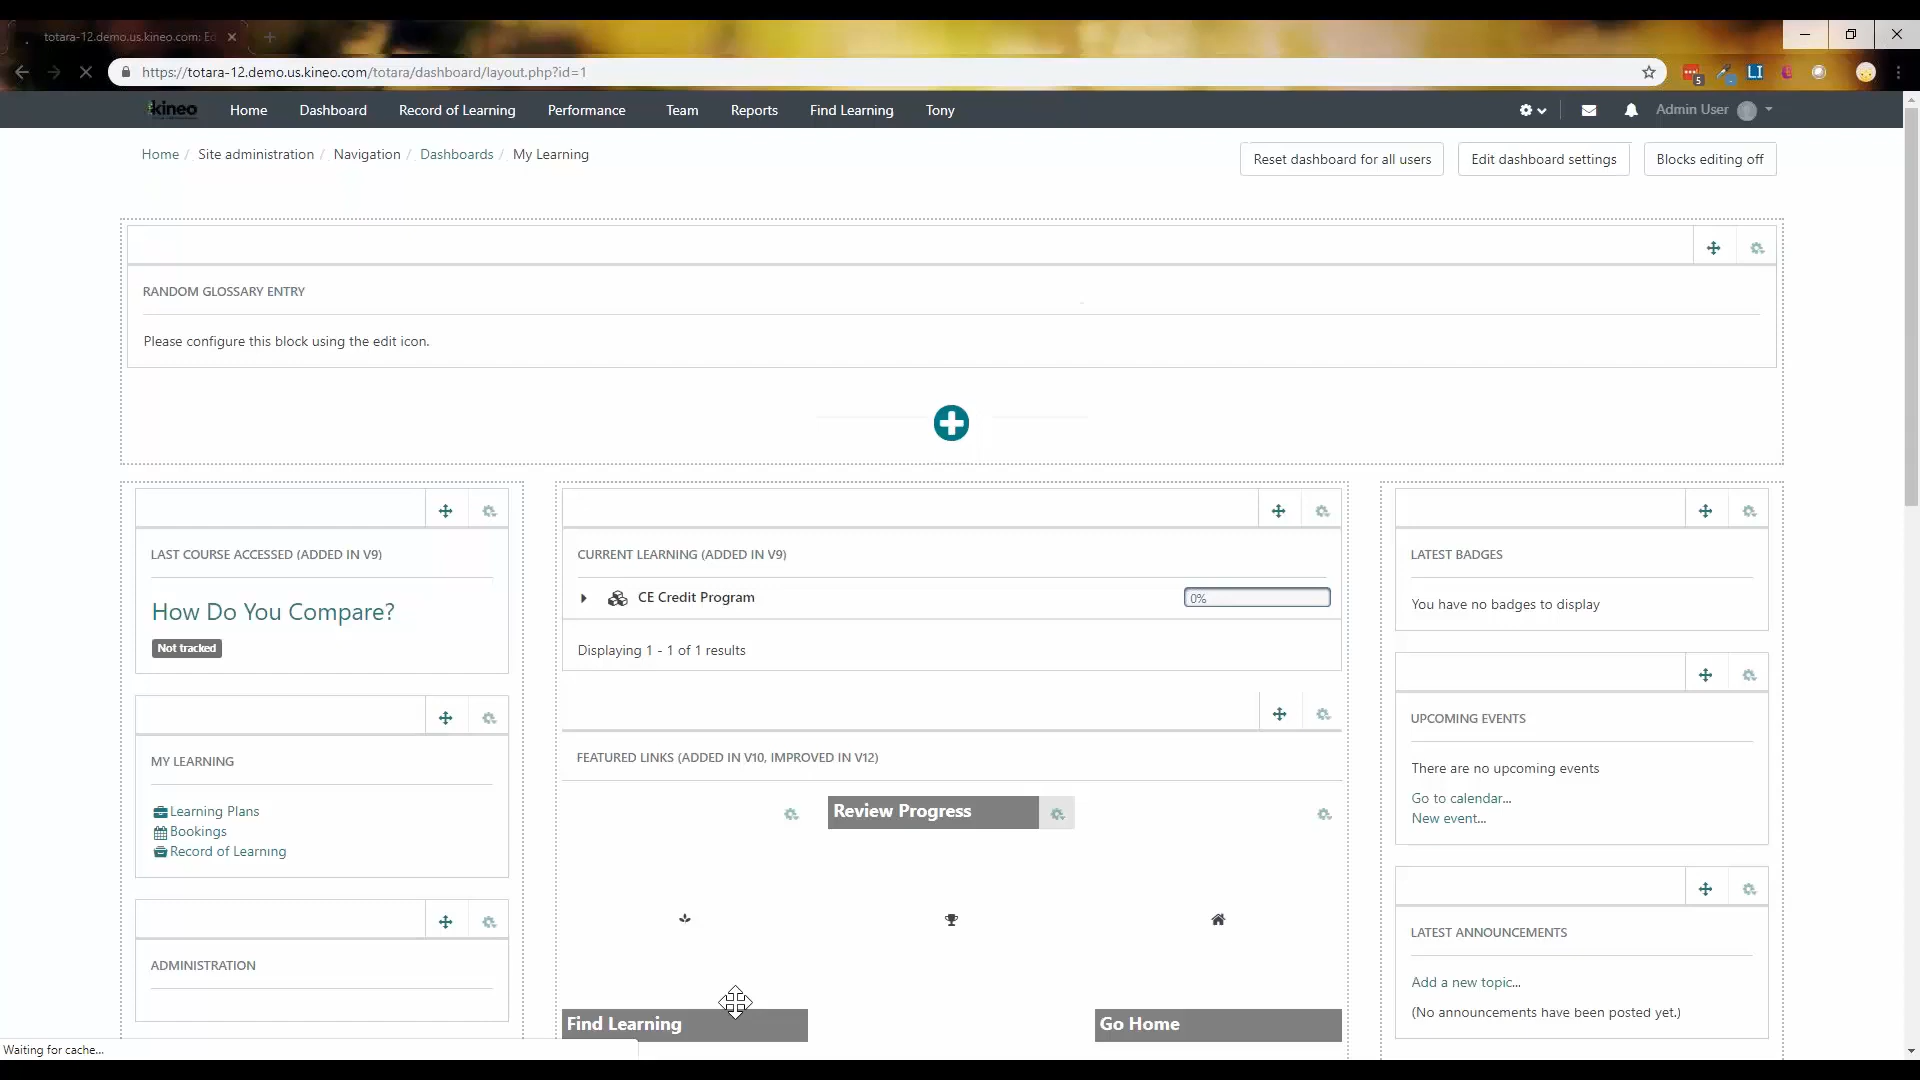 totara-12.demo.us.kineo.com: Ed
https://totara-12.demo.us.kineo.com/totara/dashboard/layout.php?id=1
5
LI
kineo
Home
Dashboard
Record of Learning
Performance
Team
Reports
Find Learning
Tony
Admin User
Home / Site administration / Navigation / Dashboards / My Learning
Reset dashboard for all users
Edit dashboard settings
Blocks editing off
RANDOM GLOSSARY ENTRY
Please configure this block using the edit icon.
LAST COURSE ACCESSED (ADDED IN V9)
How Do You Compare?
Not tracked
MY LEARNING
Learning Plans
Bookings
Record of Learning
ADMINISTRATION
CURRENT LEARNING (ADDED IN V9)
CE Credit Program
0%
Displaying 1 - 1 of 1 results
FEATURED LINKS (ADDED IN V10, IMPROVED IN V12)
Review Progress
Find Learning
Go Home
LATEST BADGES
You have no badges to display
UPCOMING EVENTS
There are no upcoming events
Go to calendar...
New event...
LATEST ANNOUNCEMENTS
Add a new topic...
(No announcements have been posted yet.)
Waiting for cache...